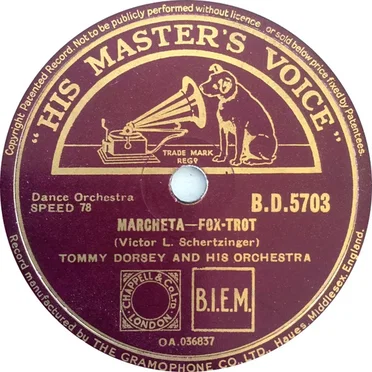 Copyright Patented Record. Not to be publicly performed without licence or sold below price fixed by Patentees.
"HIS MASTER'S VOICE"
TRADE MARK
REGD
Dance Orchestra
SPEED 78
B.D.5703
MARCHETA—FOX-TROT
(Victor L. Schertzinger)
TOMMY DORSEY AND HIS ORCHESTRA
CHAPPELL & Co LTD
LONDON
B.I.E.M.
OA.036837
Record manufactured by THE GRAMOPHONE CO., LTD., Hayes, Middlesex, England.